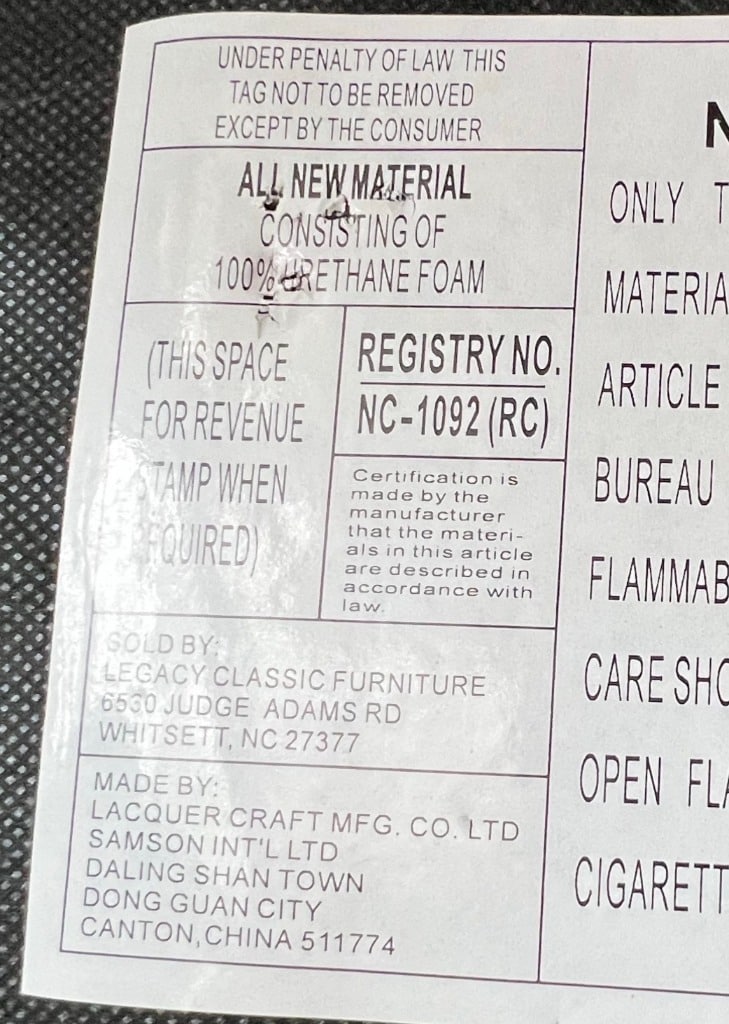 UNDER PENALTY OF LAW THIS
TAG NOT TO BE REMOVED
EXCEPT BY THE CONSUMER
ALL NEW MATERIAL
CONSISTING OF
100% URETHANE FOAM
(THIS SPACE
FOR REVENUE
STAMP WHEN
REQUIRED)
REGISTRY NO.
NC-1092 (RC)
Certification is
made by the
manufacturer
that the materi-
als in this article
are described in
accordance with
law.
SOLD BY:
LEGACY CLASSIC FURNITURE
6530 JUDGE ADAMS RD
WHITSETT, NC 27377
MADE BY:
LACQUER CRAFT MFG. CO. LTD
SAMSON INT'L LTD
DALING SHAN TOWN
DONG GUAN CITY
CANTON, CHINA 511774
N
ONLY T
MATERIA
ARTICLE
BUREAU
FLAMMAB
CARE SHO
OPEN FLA
CIGARETT